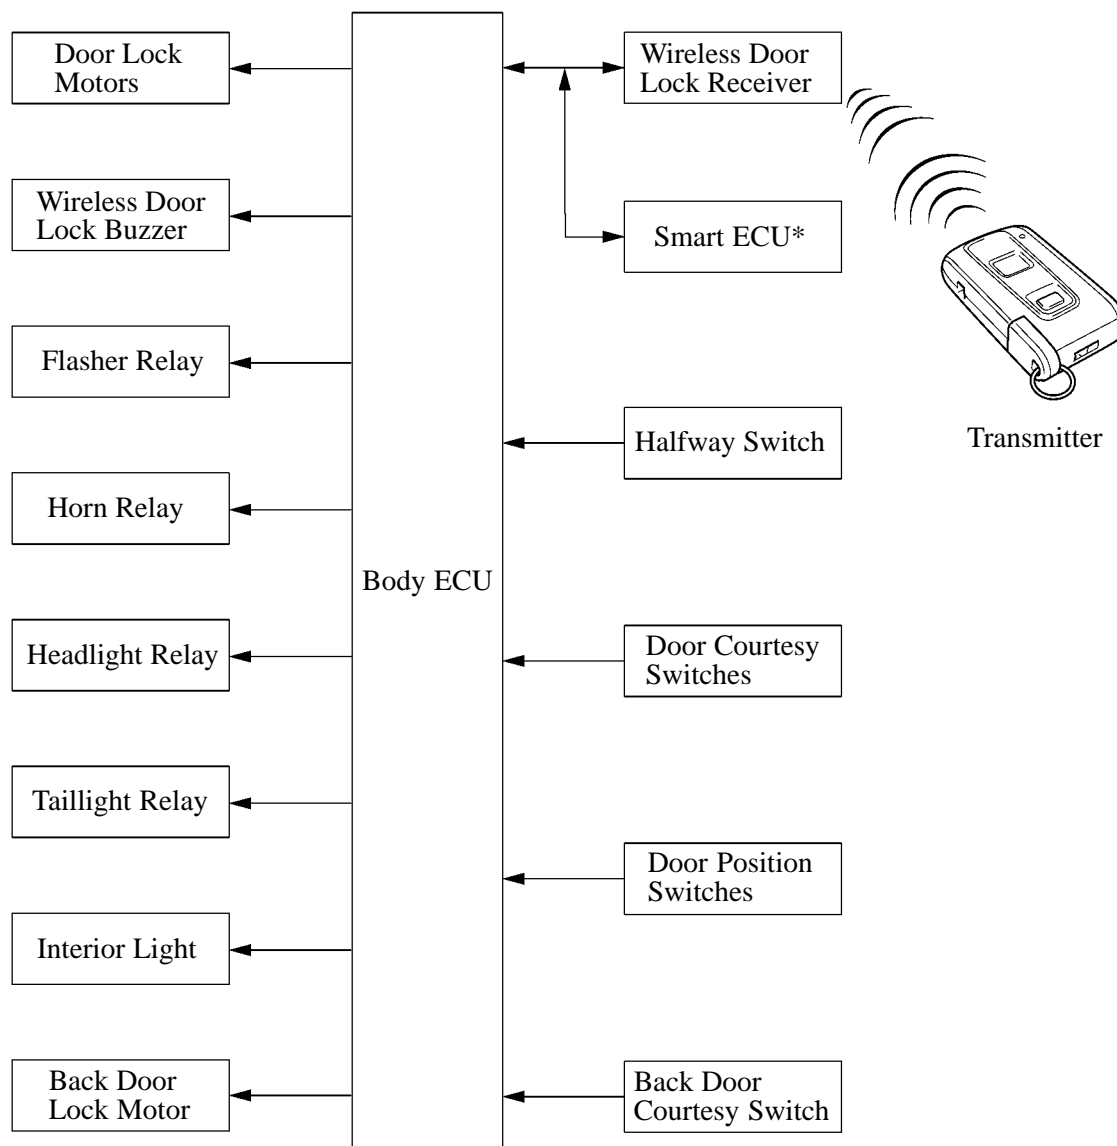 Door Lock
Motors
Wireless Door
Lock Buzzer
Flasher Relay
Horn Relay
Headlight Relay
Taillight Relay
Interior Light
Back Door
Lock Motor
Body ECU
Wireless Door
Lock Receiver
Smart ECU*
Halfway Switch
Door Courtesy
Switches
Door Position
Switches
Back Door
Courtesy Switch
Transmitter